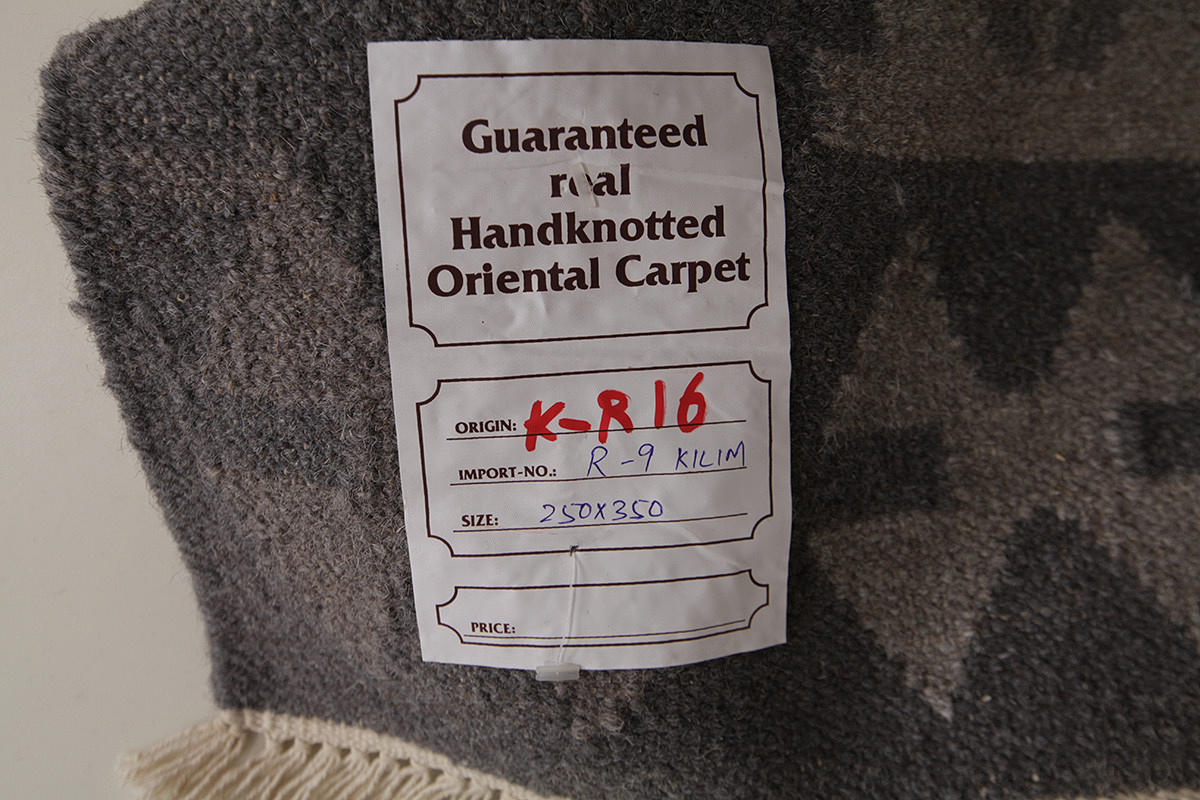 Guaranteed
real
Handknotted
Oriental Carpet
ORIGIN: K-R16
IMPORT-NO.: R-9 KILIM
SIZE: 250X350
PRICE: